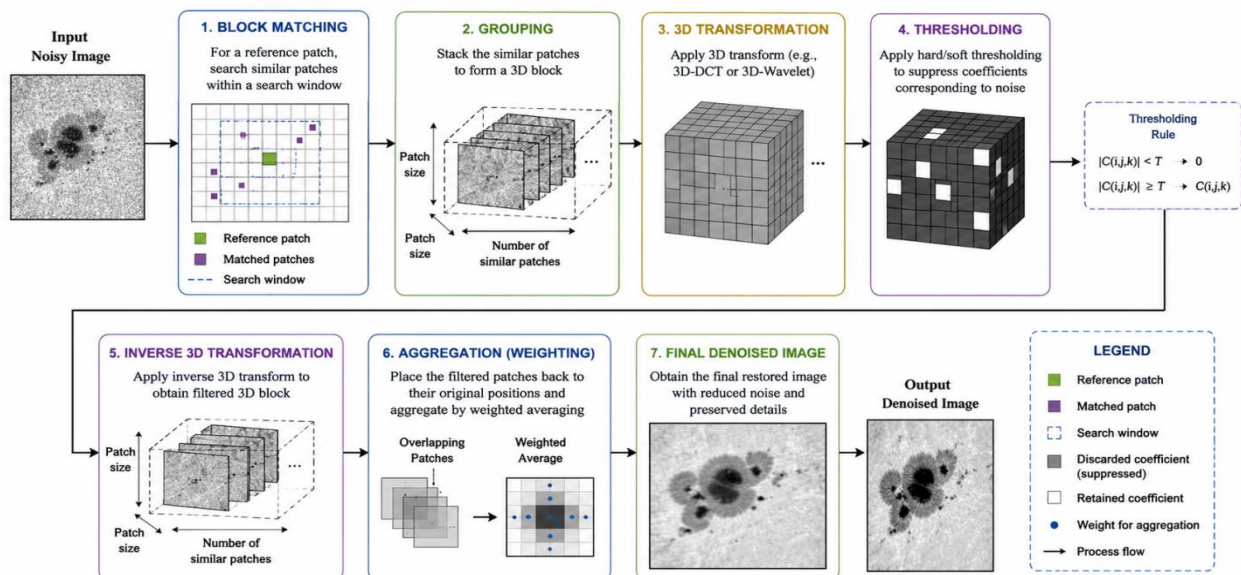 Input
Noisy Image
1. BLOCK MATCHING
For a reference patch,
search similar patches
within a search window
Reference patch
Matched patches
Search window
2. GROUPING
Stack the similar patches
to form a 3D block
Patch
size
...
Patch
size
Number of
similar patches
3. 3D TRANSFORMATION
Apply 3D transform (e.g.,
3D-DCT or 3D-Wavelet)
...
4. THRESHOLDING
Apply hard/soft thresholding
to suppress coefficients
corresponding to noise
Thresholding
Rule
|C(i,j,k)| < T → 0
|C(i,j,k)| ≥ T → C(i,j,k)
5. INVERSE 3D TRANSFORMATION
Apply inverse 3D transform to
obtain filtered 3D block
Patch
size
...
Patch
size
Number of
similar patches
6. AGGREGATION (WEIGHTING)
Place the filtered patches back to
their original positions and
aggregate by weighted averaging
Overlapping
Patches
Weighted
Average
7. FINAL DENOISED IMAGE
Obtain the final restored image
with reduced noise and
preserved details
Output
Denoised Image
LEGEND
Reference patch
Matched patch
Search window
Discarded coefficient
(suppressed)
Retained coefficient
Weight for aggregation
Process flow